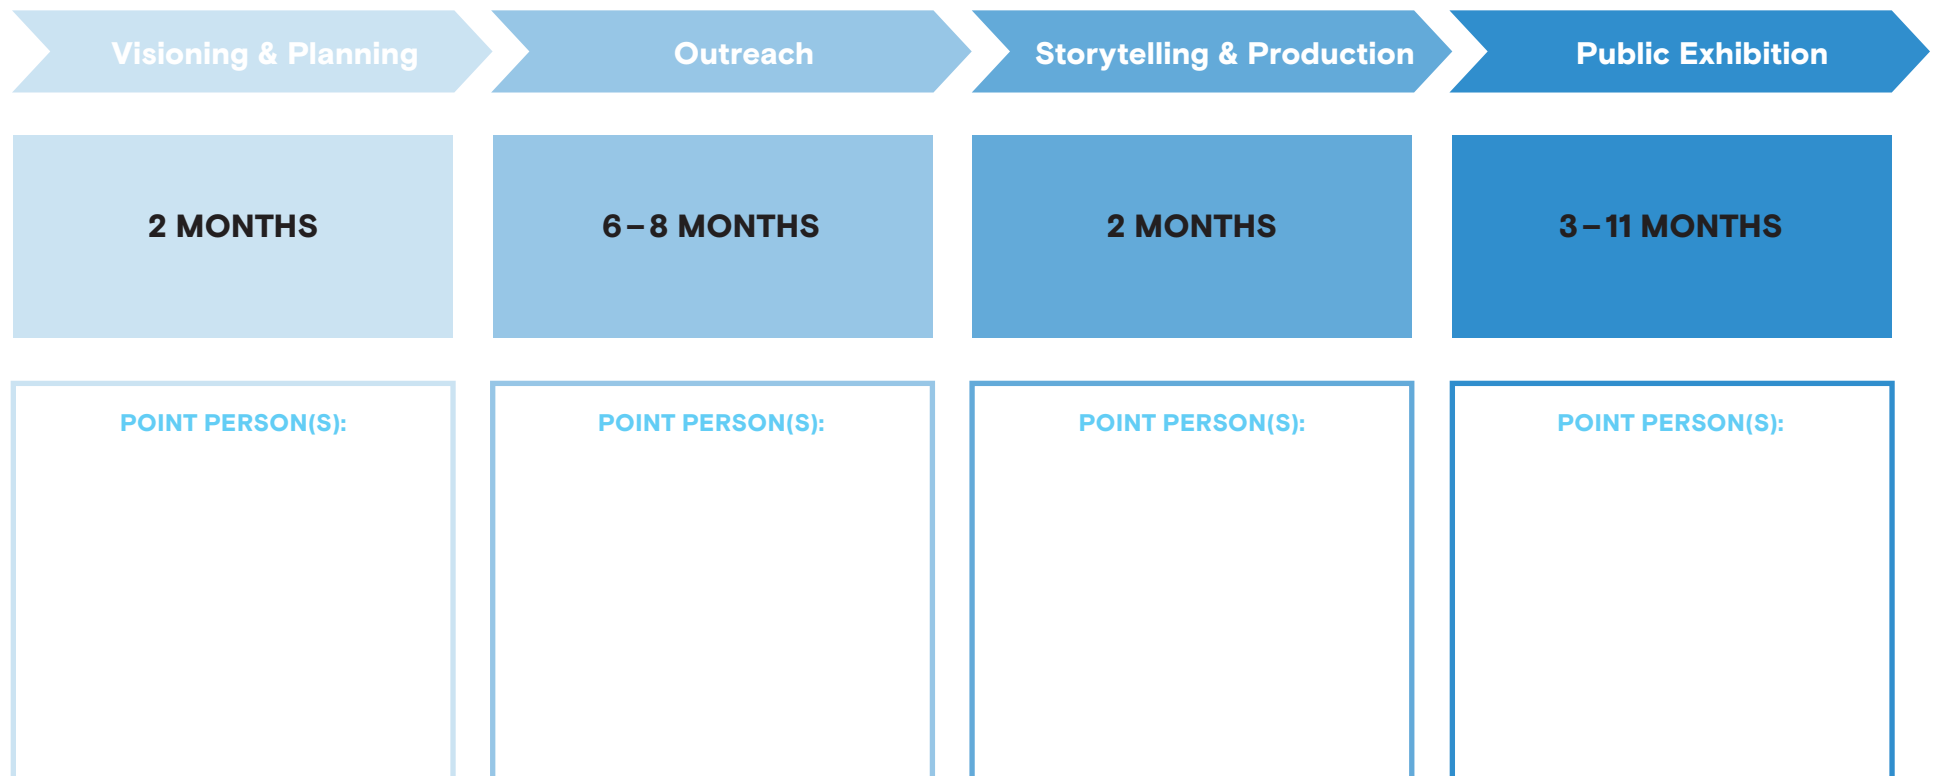 Visioning & Planning
Outreach
Storytelling & Production
Public Exhibition
2 MONTHS
6–8 MONTHS
2 MONTHS
3–11 MONTHS
POINT PERSON(S):
POINT PERSON(S):
POINT PERSON(S):
POINT PERSON(S):